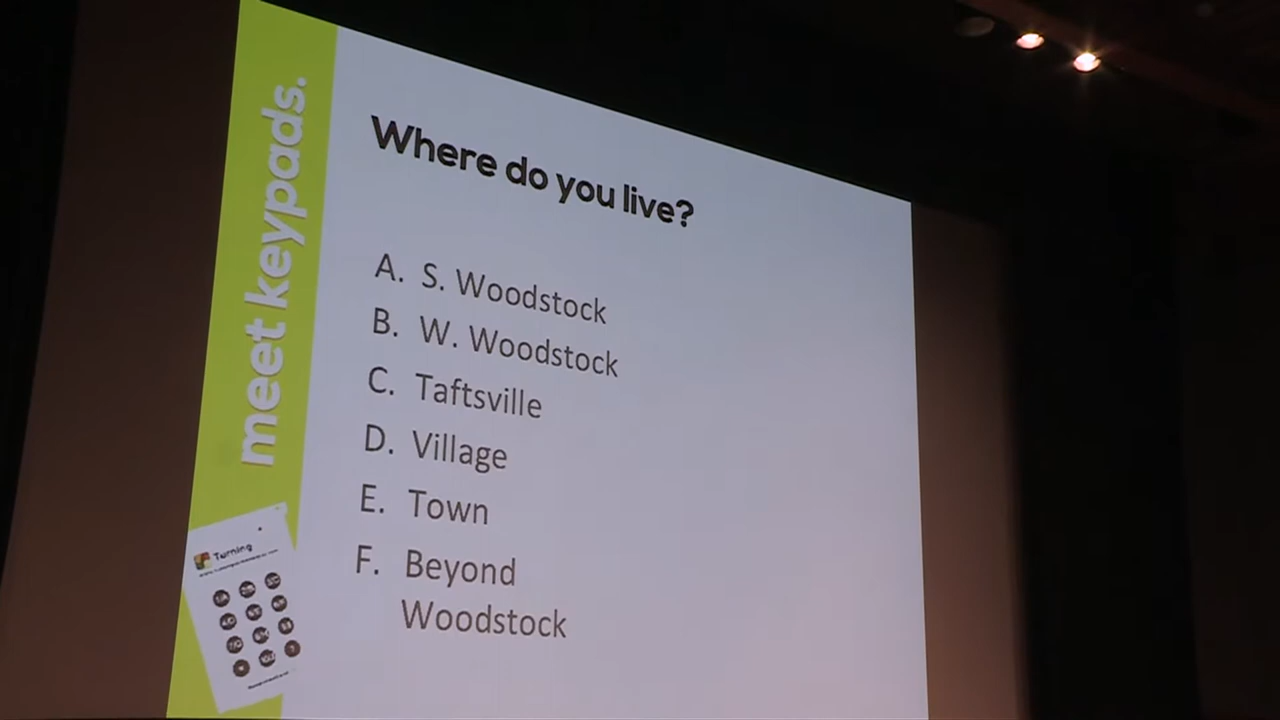 meet keypads.
Where do you live?
A. S. Woodstock
B. W. Woodstock
C. Taftsville
D. Village
E. Town
F. Beyond
Woodstock
Turning